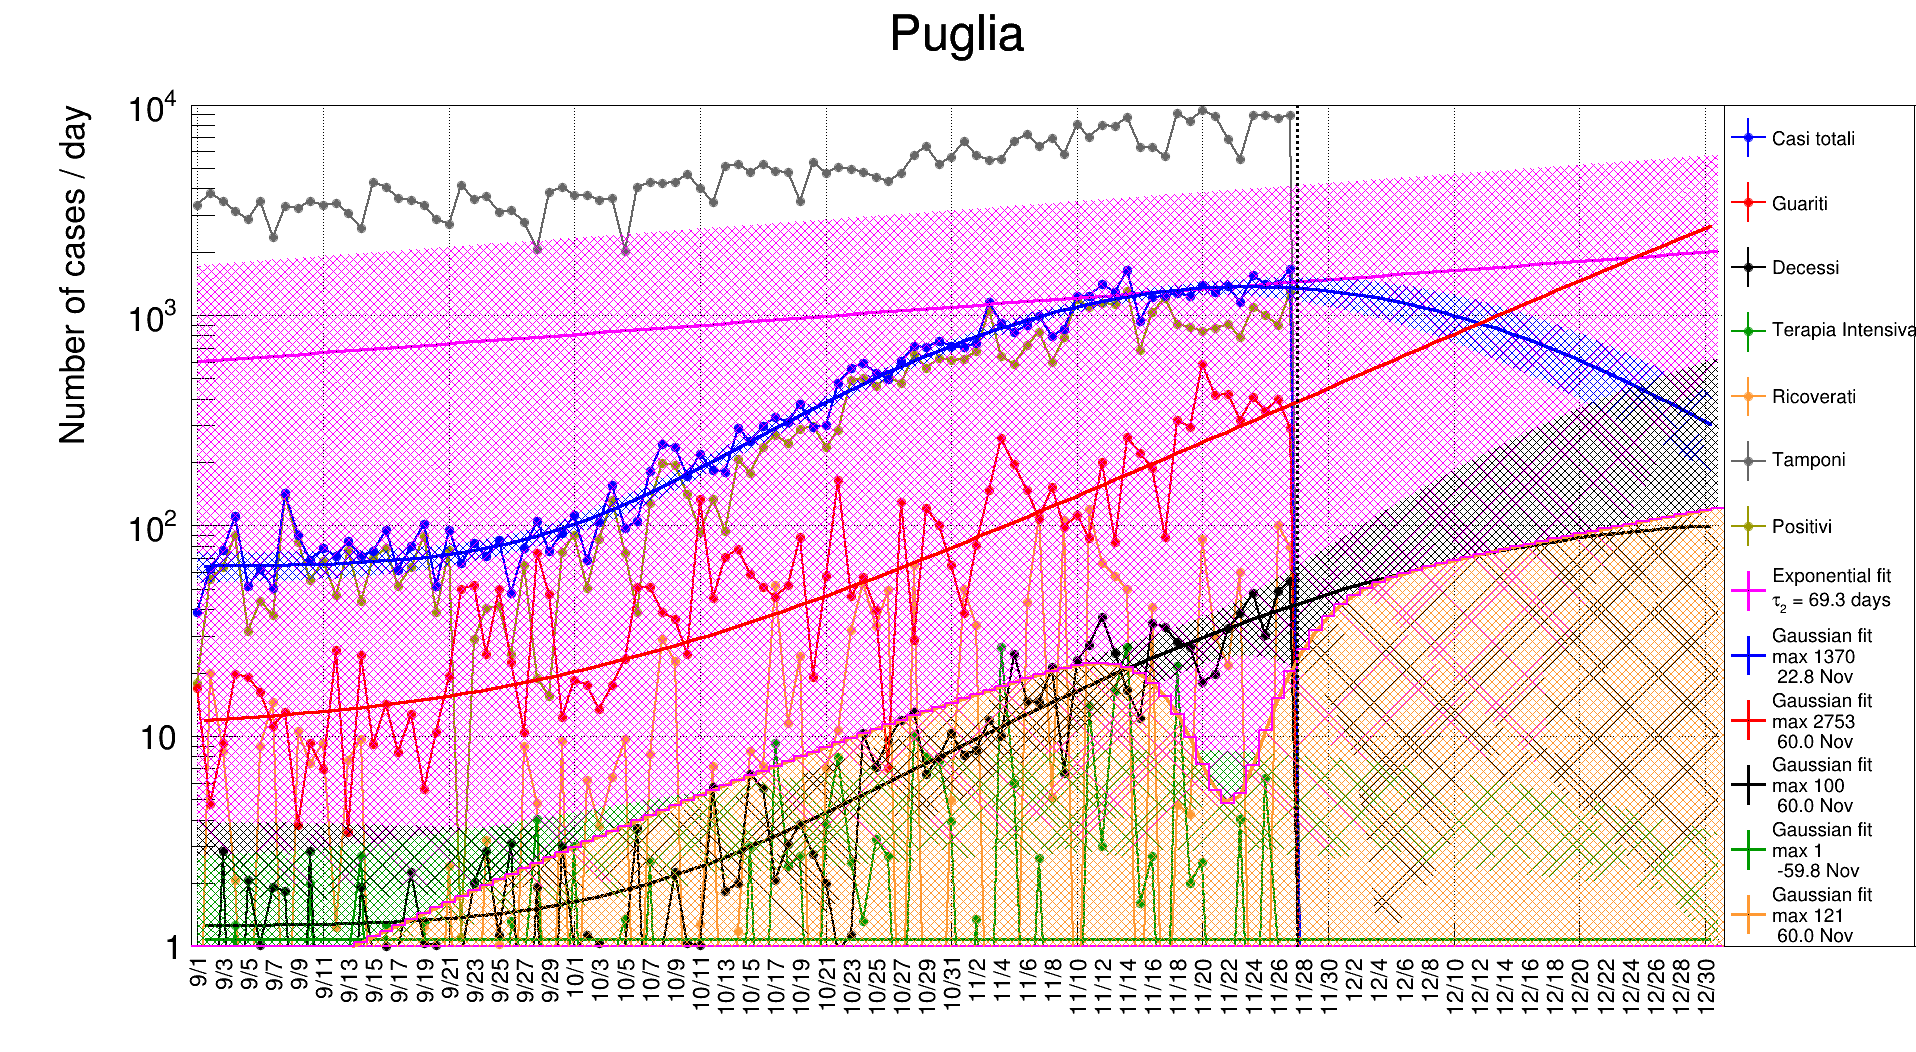 Puglia
Number of cases / day
10^4
10^3
10^2
10
1
9/1
9/3
9/5
9/7
9/9
9/11
9/13
9/15
9/17
9/19
9/21
9/23
9/25
9/27
9/29
10/1
10/3
10/5
10/7
10/9
10/11
10/13
10/15
10/17
10/19
10/21
10/23
10/25
10/27
10/29
10/31
11/2
11/4
11/6
11/8
11/10
11/12
11/14
11/16
11/18
11/20
11/22
11/24
11/26
11/28
11/30
12/2
12/4
12/6
12/8
12/10
12/12
12/14
12/16
12/18
12/20
12/22
12/24
12/26
12/28
12/30
Casi totali
Guariti
Decessi
Terapia Intensiva
Ricoverati
Tamponi
Positivi
Exponential fit
τ_2 = 69.3 days
Gaussian fit
max 1370
22.8 Nov
Gaussian fit
max 2753
60.0 Nov
Gaussian fit
max 100
60.0 Nov
Gaussian fit
max 1
-59.8 Nov
Gaussian fit
max 121
60.0 Nov